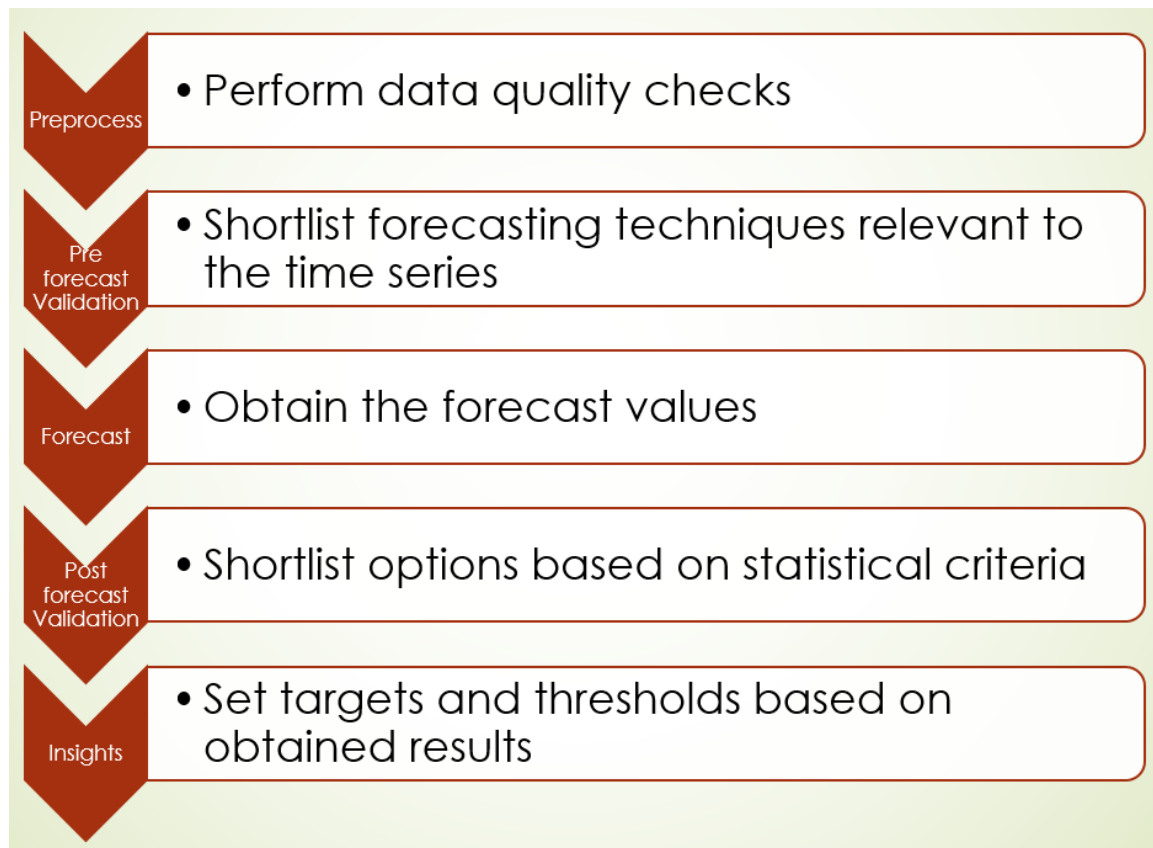 Preprocess
• Perform data quality checks
Pre
forecast
Validation
• Shortlist forecasting techniques relevant to
the time series
Forecast
• Obtain the forecast values
Post
forecast
Validation
• Shortlist options based on statistical criteria
Insights
• Set targets and thresholds based on
obtained results